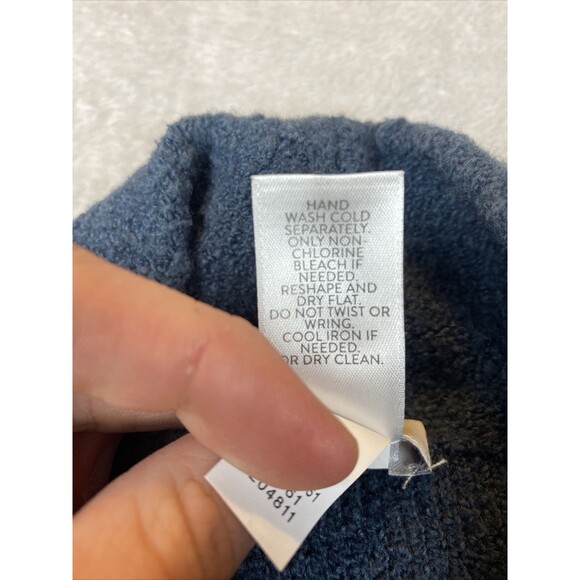 HAND
WASH COLD
SEPARATELY.
ONLY NON-
CHLORINE
BLEACH IF
NEEDED.
RESHAPE AND
DRY FLAT.
DO NOT TWIST OR
WRING.
COOL IRON IF
NEEDED.
OR DRY CLEAN.
04811